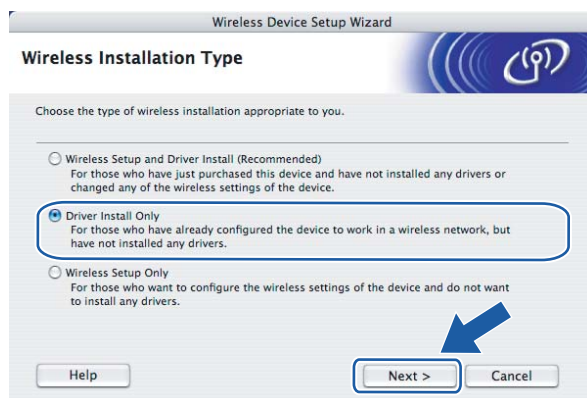 Wireless Device Setup Wizard
Wireless Installation Type
Choose the type of wireless installation appropriate to you.
Wireless Setup and Driver Install (Recommended)
For those who have just purchased this device and have not installed any drivers or
changed any of the wireless settings of the device.
Driver Install Only
For those who have already configured the device to work in a wireless network, but
have not installed any drivers.
Wireless Setup Only
For those who want to configure the wireless settings of the device and do not want
to install any drivers.
Help
Next >
Cancel